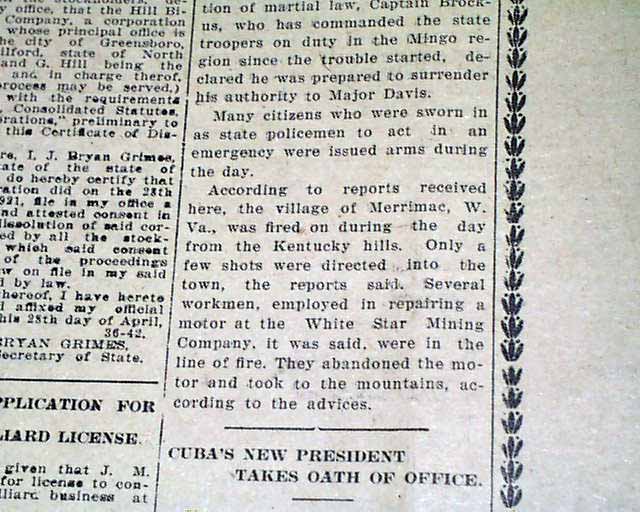 office, that the Hill Bi-
Company, a corporation
whose principal office is
the city of Greensboro,
ilford, state of North
and G. Hill being the
and in charge therof,
process may be served,)
with the requirements
Consolidated Statutes,
orations," preliminary to
this Certificate of Dis-
re, I. J. Bryan Grimes,
tate of the state of
do hereby certify that
ration did on the 28th
921, file in my office a
nd attested consent in
dissolution of said cor-
ed by all the stock-
which said consent
of the proceedings
w on file in my said
d by law.
hereof, I have hereto
d affixed my official
his 28th day of April,
36-42.
BRYAN GRIMES,
Secretary of State.
PPLICATION FOR
LIARD LICENSE.
given that J. M.
for license to con-
lliard business at
tion of martial law, Captain Brock-
us, who has commanded the state
troopers on duty in the Mingo re-
gion since the trouble started, de-
clared he was prepared to surrender
his authority to Major Davis.
Many citizens who were sworn in
as state policemen to act in an
emergency were issued arms during
the day.
According to reports received
here, the village of Merrimac, W.
Va., was fired on during the day
from the Kentucky hills. Only a
few shots were directed into the
town, the reports said. Several
workmen, employed in repairing a
motor at the White Star Mining
Company, it was said, were in the
line of fire. They abandoned the mo-
tor and took to the mountains, ac-
cording to the advices.
CUBA'S NEW PRESIDENT
TAKES OATH OF OFFICE.